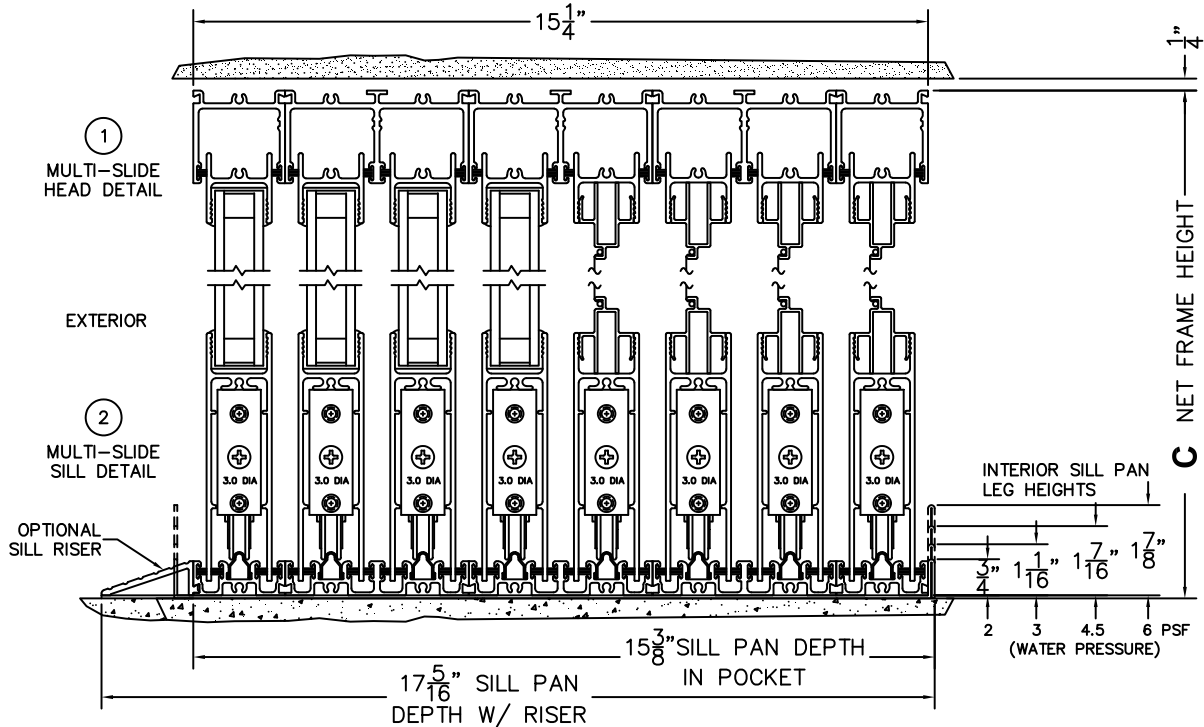 15 1/4"
1/4"
1
MULTI-SLIDE
HEAD DETAIL
EXTERIOR
C NET FRAME HEIGHT
2
MULTI-SLIDE
SILL DETAIL
3.0 DIA 3.0 DIA 3.0 DIA 3.0 DIA 3.0 DIA 3.0 DIA 3.0 DIA 3.0 DIA
INTERIOR SILL PAN
LEG HEIGHTS
OPTIONAL
SILL RISER
3/4" 1 1/16" 1 7/16" 1 7/8"
2 3 4.5 6 PSF
(WATER PRESSURE)
15 3/8" SILL PAN DEPTH
IN POCKET
17 5/16" SILL PAN
DEPTH W/ RISER